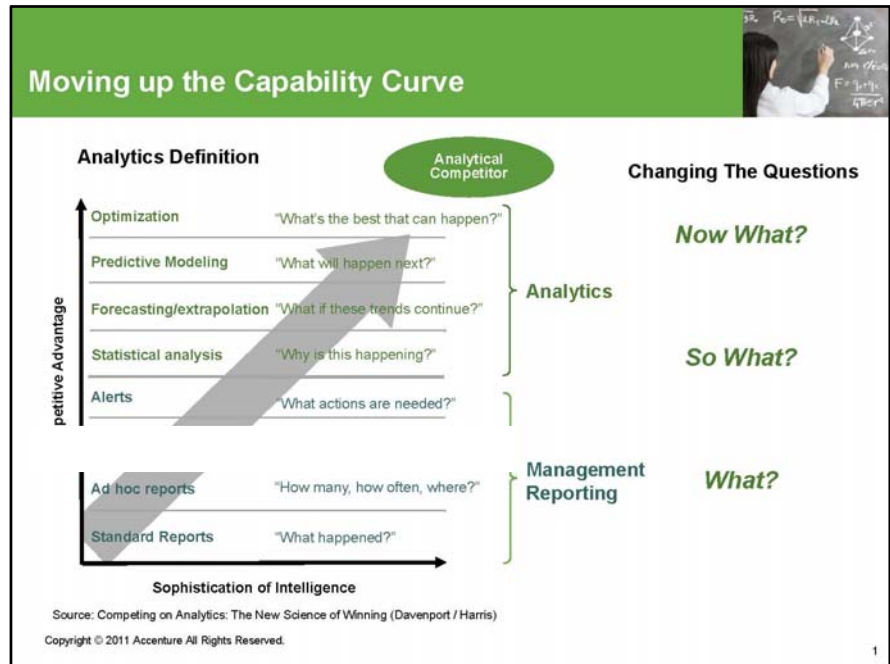 Moving up the Capability Curve
Analytics Definition
Analytical
Competitor
Changing The Questions
Optimization "What's the best that can happen?"
Predictive Modeling "What will happen next?"
Forecasting/extrapolation "What if these trends continue?"
Statistical analysis "Why is this happening?"
Alerts "What actions are needed?"
Ad hoc reports "How many, how often, where?"
Standard Reports "What happened?"
petitive Advantage
Analytics
Management
Reporting
Now What?
So What?
What?
Sophistication of Intelligence
Source: Competing on Analytics: The New Science of Winning (Davenport / Harris)
Copyright © 2011 Accenture All Rights Reserved.
1